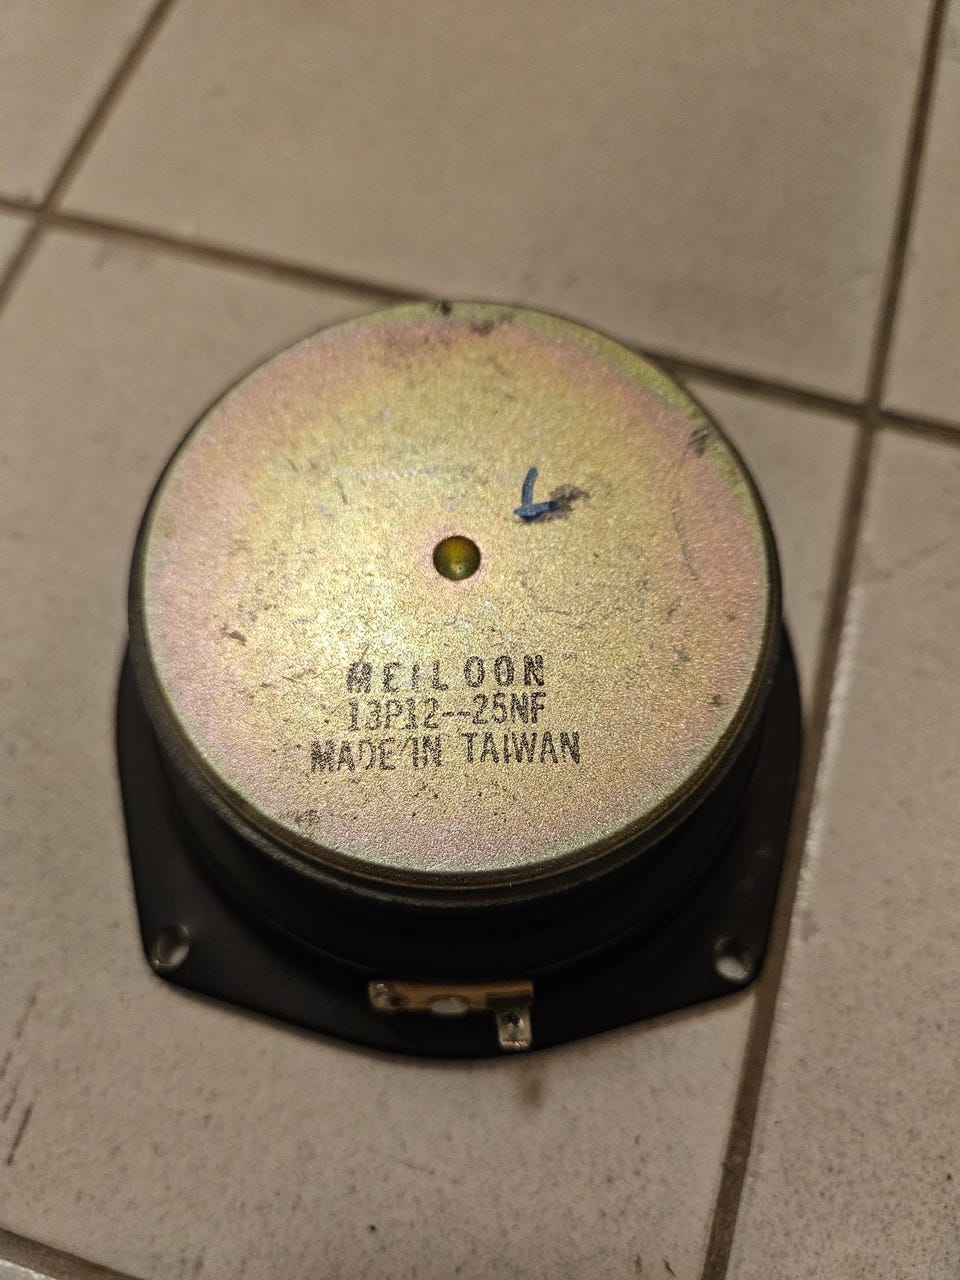 MEILOON
13P12--25NF
MADE IN TAIWAN